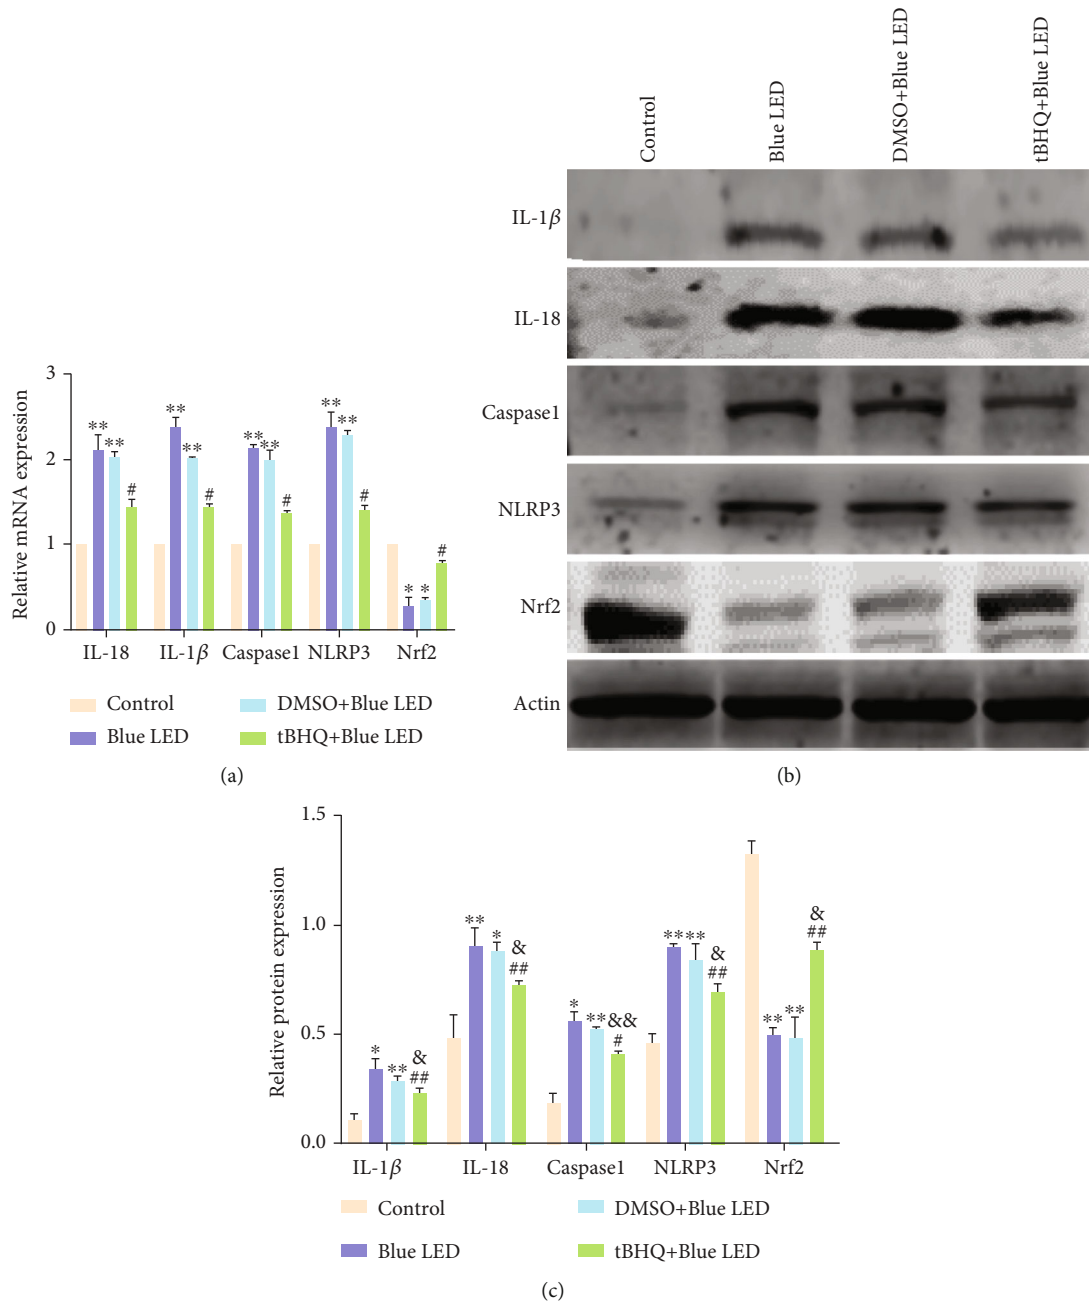 Control
Blue LED
DMSO+Blue LED
tBHQ+Blue LED
IL-1β
IL-18
Caspase1
NLRP3
Nrf2
Actin
(b)
Relative mRNA expression
3
2
1
0
** ** #
** ** #
** ** #
** ** #
* * #
IL-18 IL-1β Caspase1 NLRP3 Nrf2
Control DMSO+Blue LED
Blue LED tBHQ+Blue LED
(a)
Relative protein expression
1.5
1.0
0.5
0.0
* ** & ##
** * & ##
* ** && #
** ** & ##
** ** & ##
IL-1β IL-18 Caspase1 NLRP3 Nrf2
Control DMSO+Blue LED
Blue LED tBHQ+Blue LED
(c)